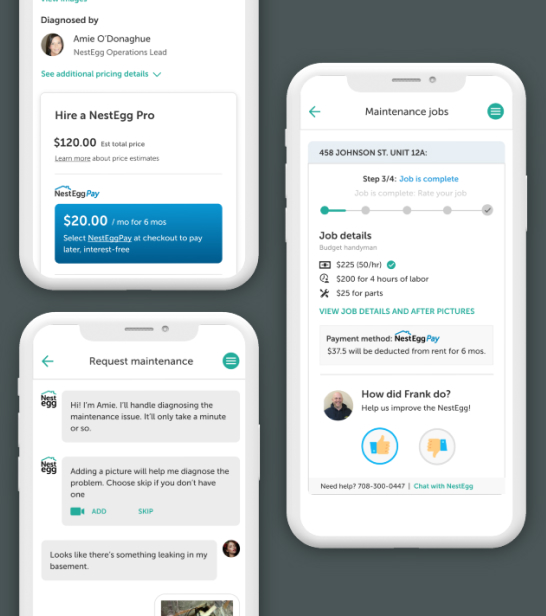 View images
Diagnosed by
Amie O'Donaghue
NestEgg Operations Lead
See additional pricing details
Hire a NestEgg Pro
$120.00 Est total price
Learn more about price estimates
NestEgg Pay
$20.00 / mo for 6 mos
Select NestEggPay at checkout to pay
later, interest-free
Request maintenance
Nest
egg
Hi! I'm Amie. I'll handle diagnosing the
maintenance issue. It'll only take a minute
or so.
Nest
egg
Adding a picture will help me diagnose the
problem. Choose skip if you don't have
one
ADD SKIP
Looks like there's something leaking in my
basement.
Maintenance jobs
458 JOHNSON ST. UNIT 12A:
Step 3/4: Job is complete
Job is complete: Rate your job
Job details
Budget handyman
$225 (50/hr)
$200 for 4 hours of labor
$25 for parts
VIEW JOB DETAILS AND AFTER PICTURES
Payment method: NestEgg Pay
$37.5 will be deducted from rent for 6 mos.
How did Frank do?
Help us improve the NestEgg!
Need help? 708-300-0447 | Chat with NestEgg